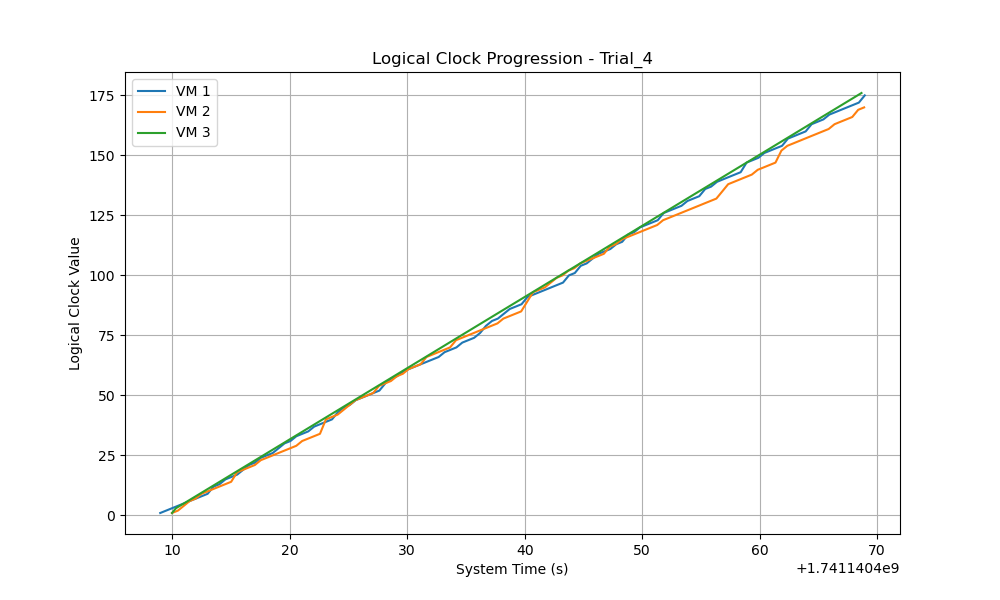 Logical Clock Progression - Trial_4
VM 1
VM 2
VM 3
175
150
125
100
75
50
25
0
Logical Clock Value
10 20 30 40 50 60 70
System Time (s)
+1.7411404e9